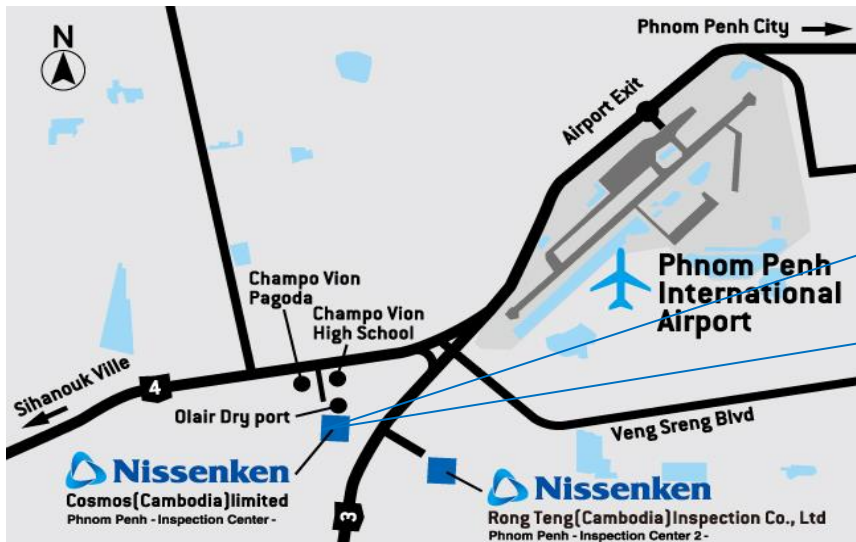 N
Phnom Penh City
Airport Exit
Phnom Penh
International
Airport
Champo Vion
Pagoda
Champo Vion
High School
4
Sihanouk Ville
Olair Dry port
Veng Sreng Blvd
Nissenken
Cosmos(Cambodia)limited
Phnom Penh - Inspection Center -
3
Nissenken
Rong Teng(Cambodia)Inspection Co., Ltd
Phnom Penh - Inspection Center 2 -